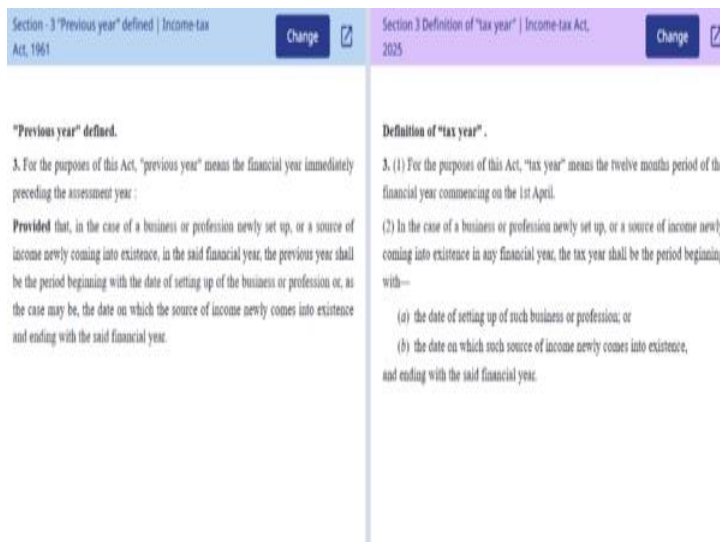 Section - 3 "Previous year" defined | Income-tax
Act, 1961
Change
"Previous year" defined.
3. For the purposes of this Act, "previous year" means the financial year immediately
preceding the assessment year :
Provided that, in the case of a business or profession newly set up, or a source of
income newly coming into existence, in the said financial year, the previous year shall
be the period beginning with the date of setting up of the business or profession or, as
the case may be, the date on which the source of income newly comes into existence
and ending with the said financial year.
Section 3 Definition of "tax year" | Income-tax Act,
2025
Change
Definition of "tax year" .
3. (1) For the purposes of this Act, "tax year" means the twelve months period of th
financial year commencing on the 1st April.
(2) In the case of a business or profession newly set up, or a source of income newly
coming into existence in any financial year, the tax year shall be the period beginning
with—
(a) the date of setting up of such business or profession; or
(b) the date on which such source of income newly comes into existence,
and ending with the said financial year.